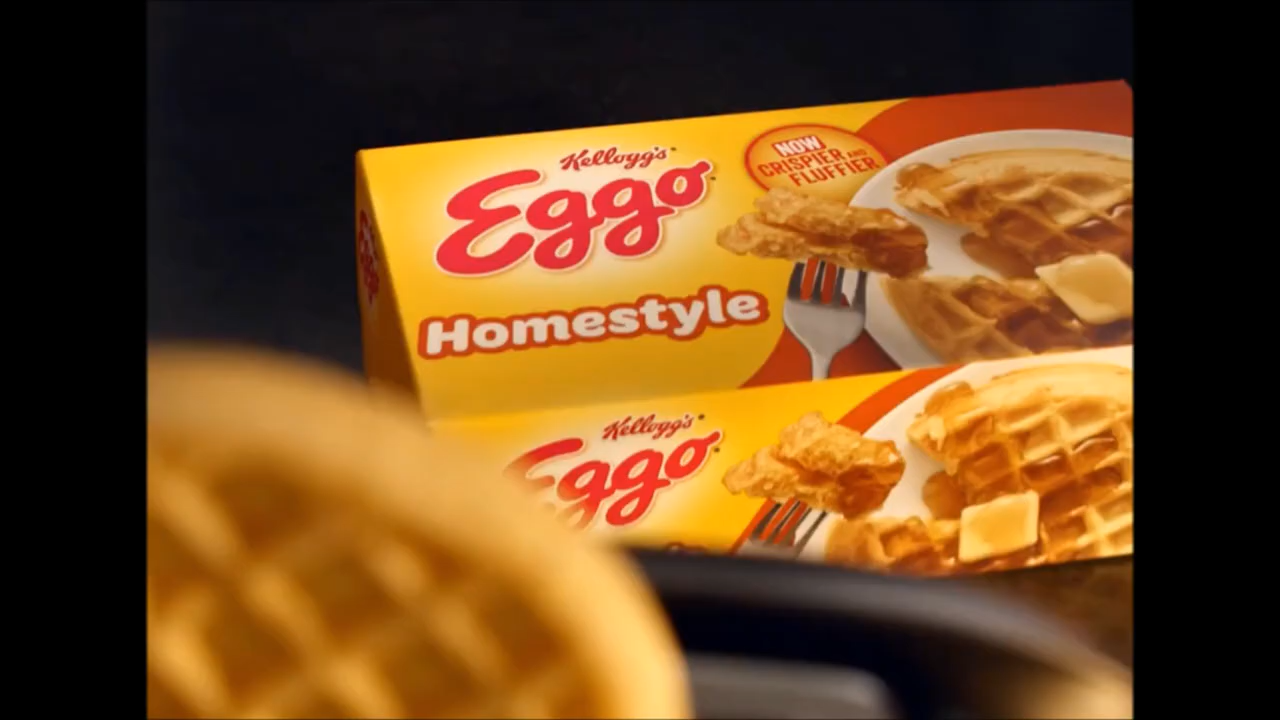 Kellogg's
Eggo
NOW
CRISPIER AND
FLUFFIER
Homestyle
Kellogg's
Eggo